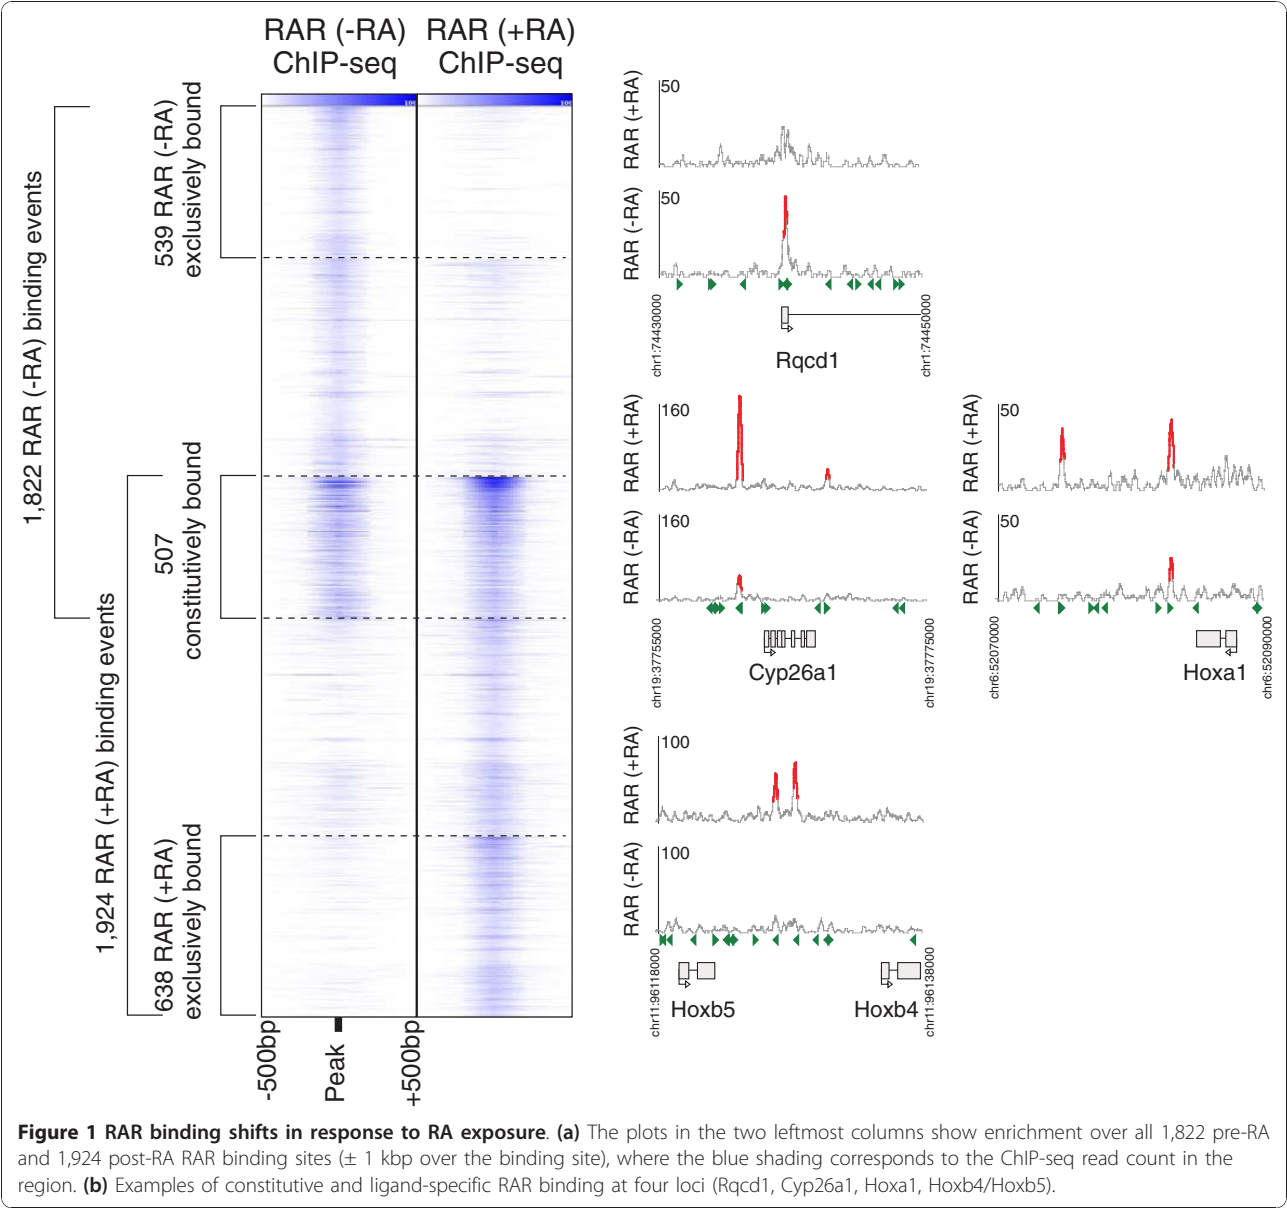 RAR (-RA)
ChIP-seq
RAR (+RA)
ChIP-seq
1,822 RAR (-RA) binding events
539 RAR (-RA)
exclusively bound
507
constitutively bound
1,924 RAR (+RA) binding events
638 RAR (+RA)
exclusively bound
-500bp
Peak
+500bp
RAR (+RA)
50
RAR (-RA)
50
chr1:74430000
Rqcd1
chr1:74450000
RAR (+RA)
160
RAR (-RA)
160
chr19:37755000
Cyp26a1
chr19:37775000
RAR (+RA)
50
RAR (-RA)
50
chr6:52070000
Hoxa1
chr6:52090000
RAR (+RA)
100
RAR (-RA)
100
chr11:96118000
Hoxb5
Hoxb4
chr11:96138000
Figure 1 RAR binding shifts in response to RA exposure. (a) The plots in the two leftmost columns show enrichment over all 1,822 pre-RA
and 1,924 post-RA RAR binding sites (± 1 kbp over the binding site), where the blue shading corresponds to the ChIP-seq read count in the
region. (b) Examples of constitutive and ligand-specific RAR binding at four loci (Rqcd1, Cyp26a1, Hoxa1, Hoxb4/Hoxb5).